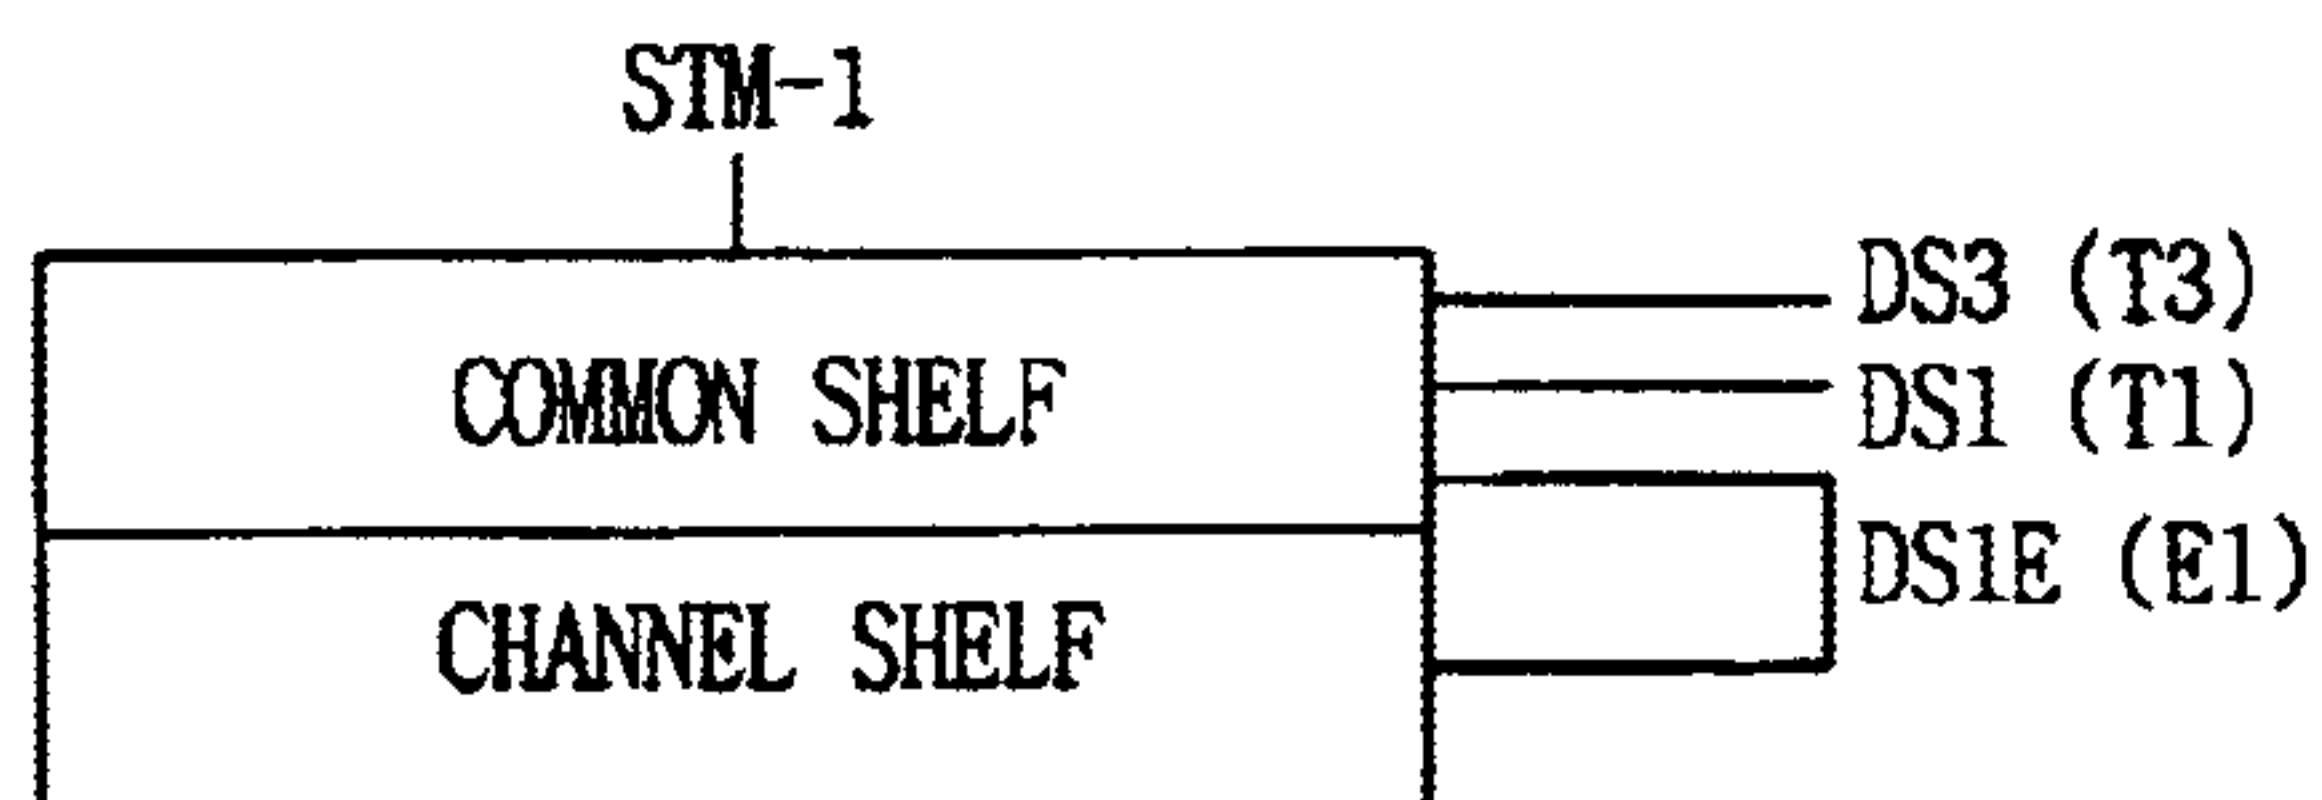 STM-1
DS3 (T3)
COMMON SHELF
DS1 (T1)
DS1E (E1)
CHANNEL SHELF